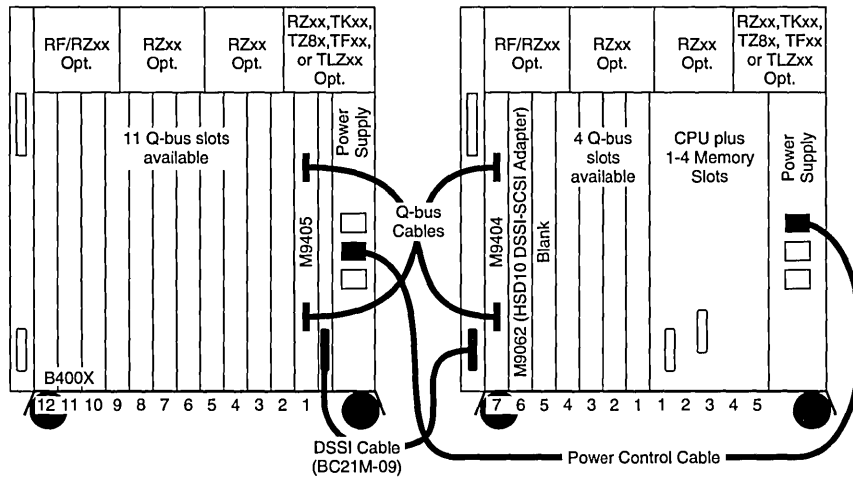 RF/RZxx
Opt.
RZxx
Opt.
RZxx
Opt.
RZxx,TKxx,
TZ8x,TFxx,
or TLZxx
Opt.
11 Q-bus slots
available
M9405
Power
Supply
B400X
12 11 10 9 8 7 6 5 4 3 2 1
Q-bus
Cables
DSSI Cable
(BC21M-09)
Power Control Cable
RF/RZxx
Opt.
RZxx
Opt.
RZxx
Opt.
RZxx,TKxx,
TZ8x, TFxx
or TLZxx
Opt.
M9404
M9062 (HSD10 DSSI-SCSI Adapter)
Blank
4 Q-bus
slots
available
CPU plus
1-4 Memory
Slots
Power
Supply
7 6 5 4 3 2 1 1 2 3 4 5